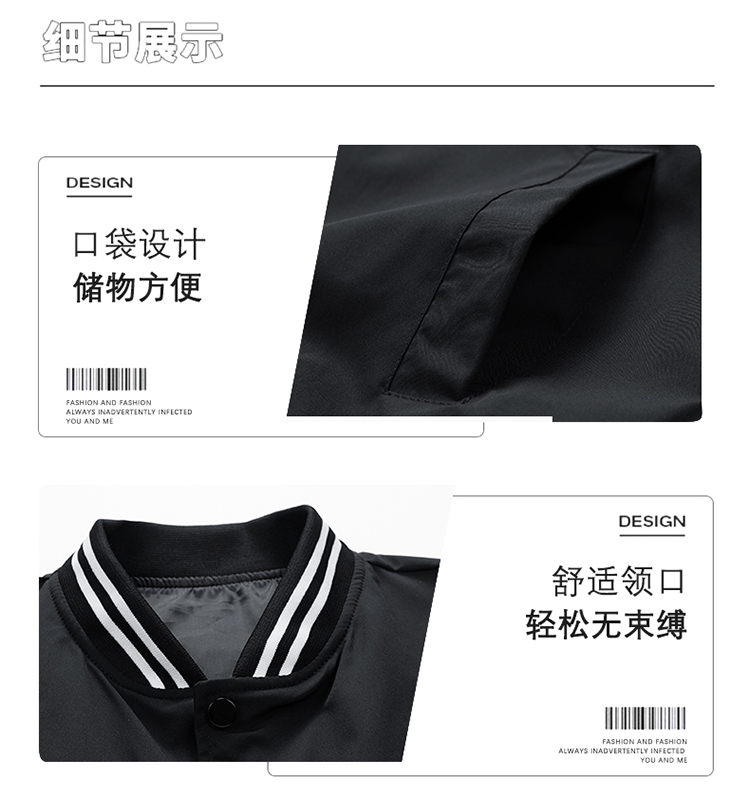 细节展示
DESIGN
口袋设计
储物方便
FASHION AND FASHION
ALWAYS INADVERTENTLY INFECTED
YOU AND ME
DESIGN
舒适领口
轻松无束缚
FASHION AND FASHION
ALWAYS INADVERTENTLY INFECTED
YOU AND ME